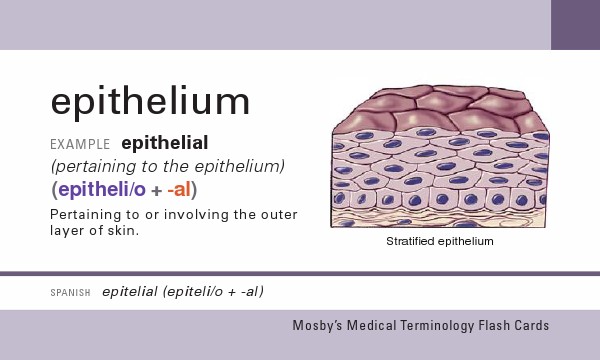 epithelium
EXAMPLE epithelial
(pertaining to the epithelium)
(epitheli/o + -al)
Pertaining to or involving the outer
layer of skin.
Stratified epithelium
SPANISH epitelial (epiteli/o + -al)
Mosby's Medical Terminology Flash Cards